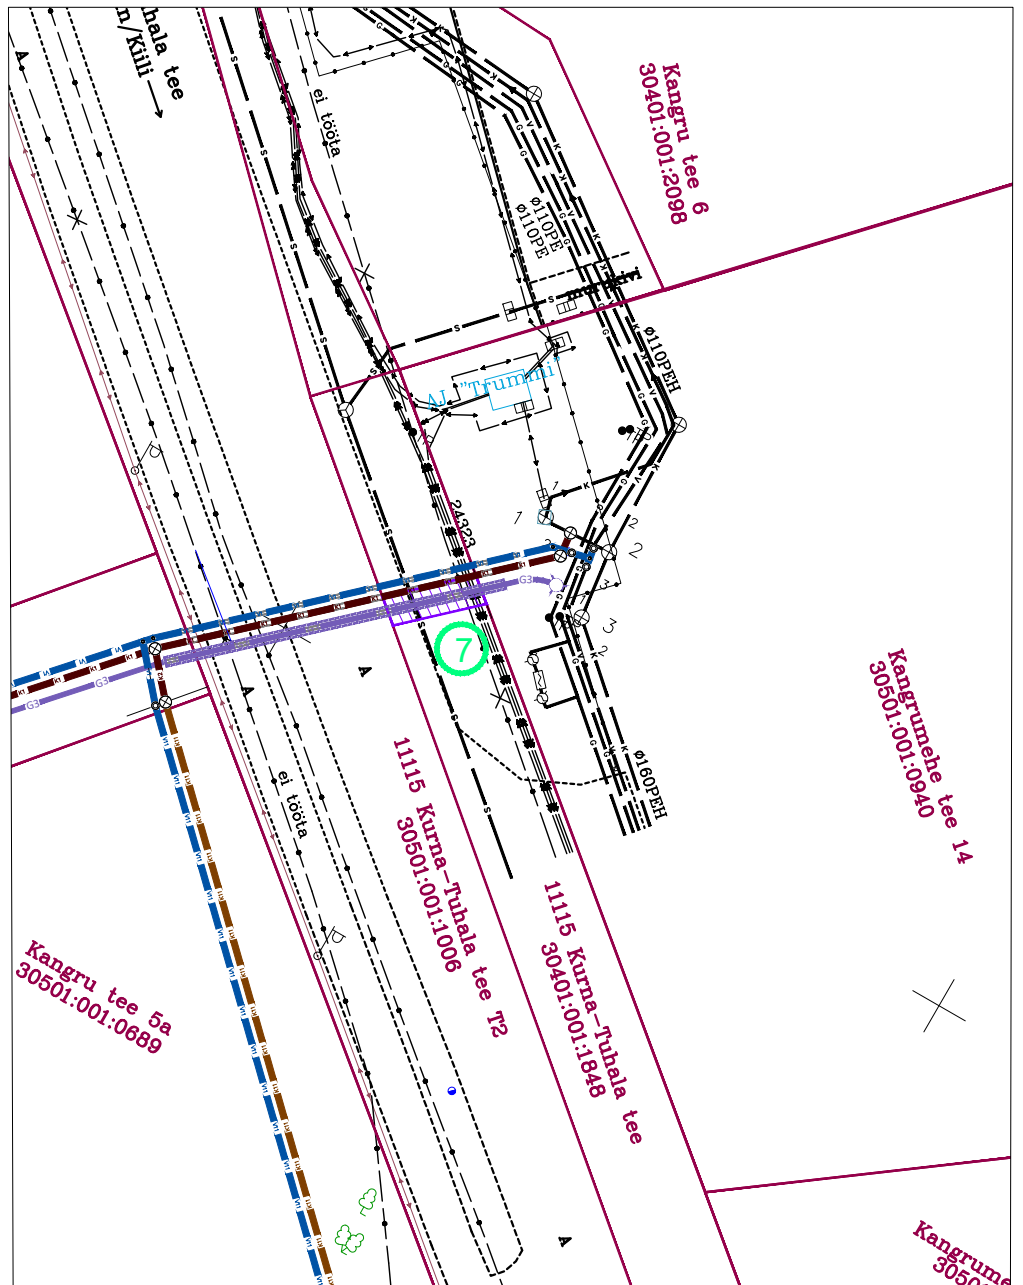 hala tee
n/Kiili
A
ei tööta
Kangru tee 6
30401:001:2098
ø110PE
ø110PE
ø110PEH
AJ. "Trummi"
24323
1
1
2
2
3
1
3
2
G3
G3
7
A
A
ei tööta
ø160PEH
11115 Kurna-Tuhala tee T2
30501:001:1006
11115 Kurna-Tuhala tee
30401:001:1848
Kangrumehe tee 14
30501:001:0940
Kangru tee 5a
30501:001:0689
A
Kangrume
3050